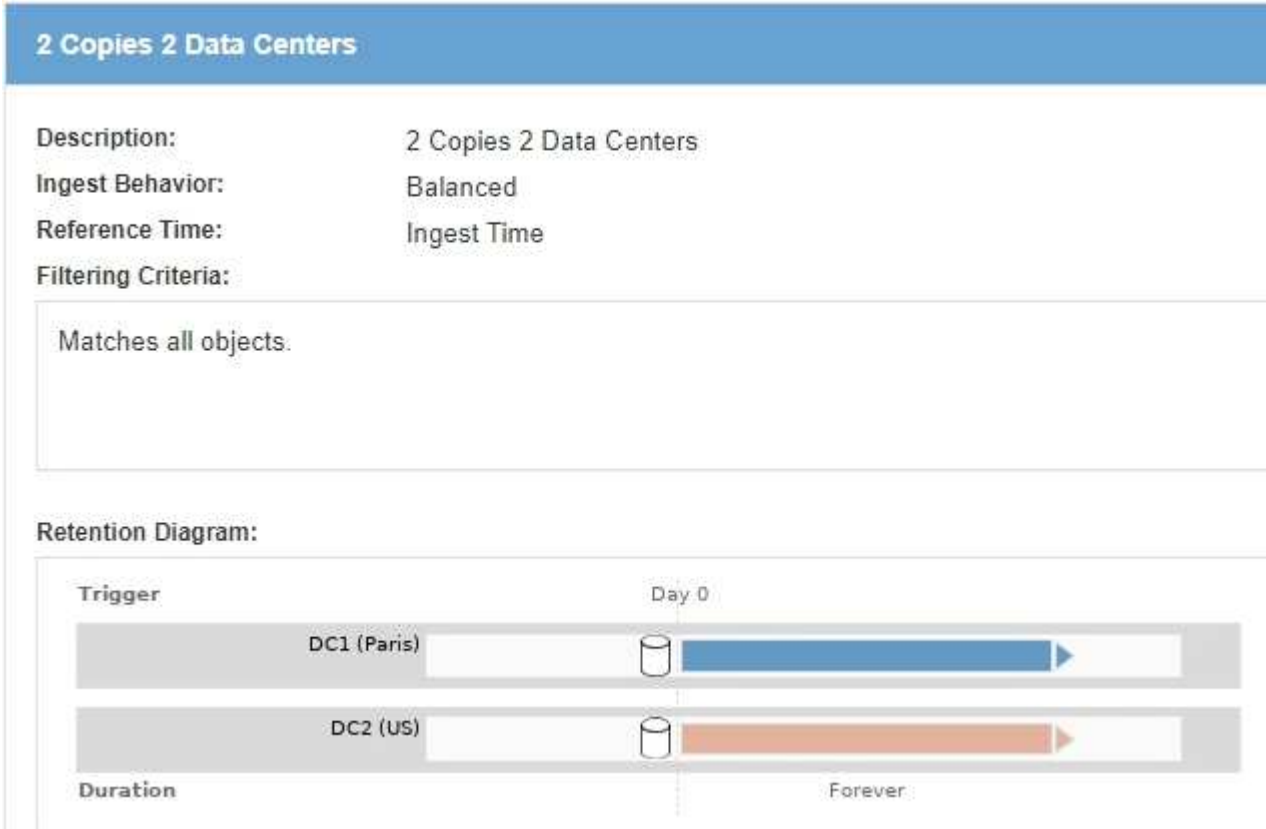 2 Copies 2 Data Centers
Description: 2 Copies 2 Data Centers
Ingest Behavior: Balanced
Reference Time: Ingest Time
Filtering Criteria:
Matches all objects.
Retention Diagram:
Trigger Day 0
DC1 (Paris)
DC2 (US)
Duration Forever